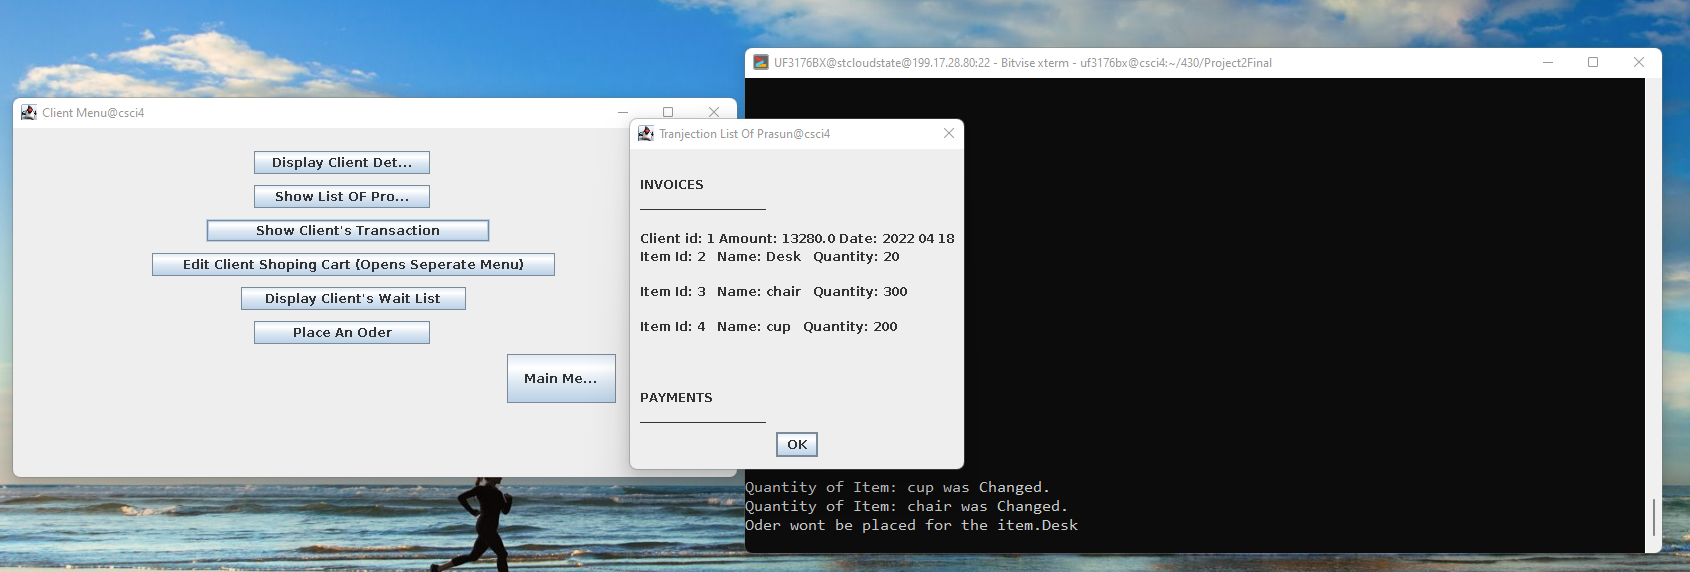 Client Menu@csci4
Display Client Det...
Show List OF Pro...
Show Client's Transaction
Edit Client Shoping Cart (Opens Seperate Menu)
Display Client's Wait List
Place An Oder
Main Me...
Tranjection List Of Prasun@csci4
INVOICES
Client id: 1 Amount: 13280.0 Date: 2022 04 18
Item Id: 2 Name: Desk Quantity: 20
Item Id: 3 Name: chair Quantity: 300
Item Id: 4 Name: cup Quantity: 200
PAYMENTS
OK
UF3176BX@stcloudstate@199.17.28.80:22 - Bitvise xterm - uf3176bx@csci4:~/430/Project2Final
Quantity of Item: cup was Changed.
Quantity of Item: chair was Changed.
Oder wont be placed for the item.Desk